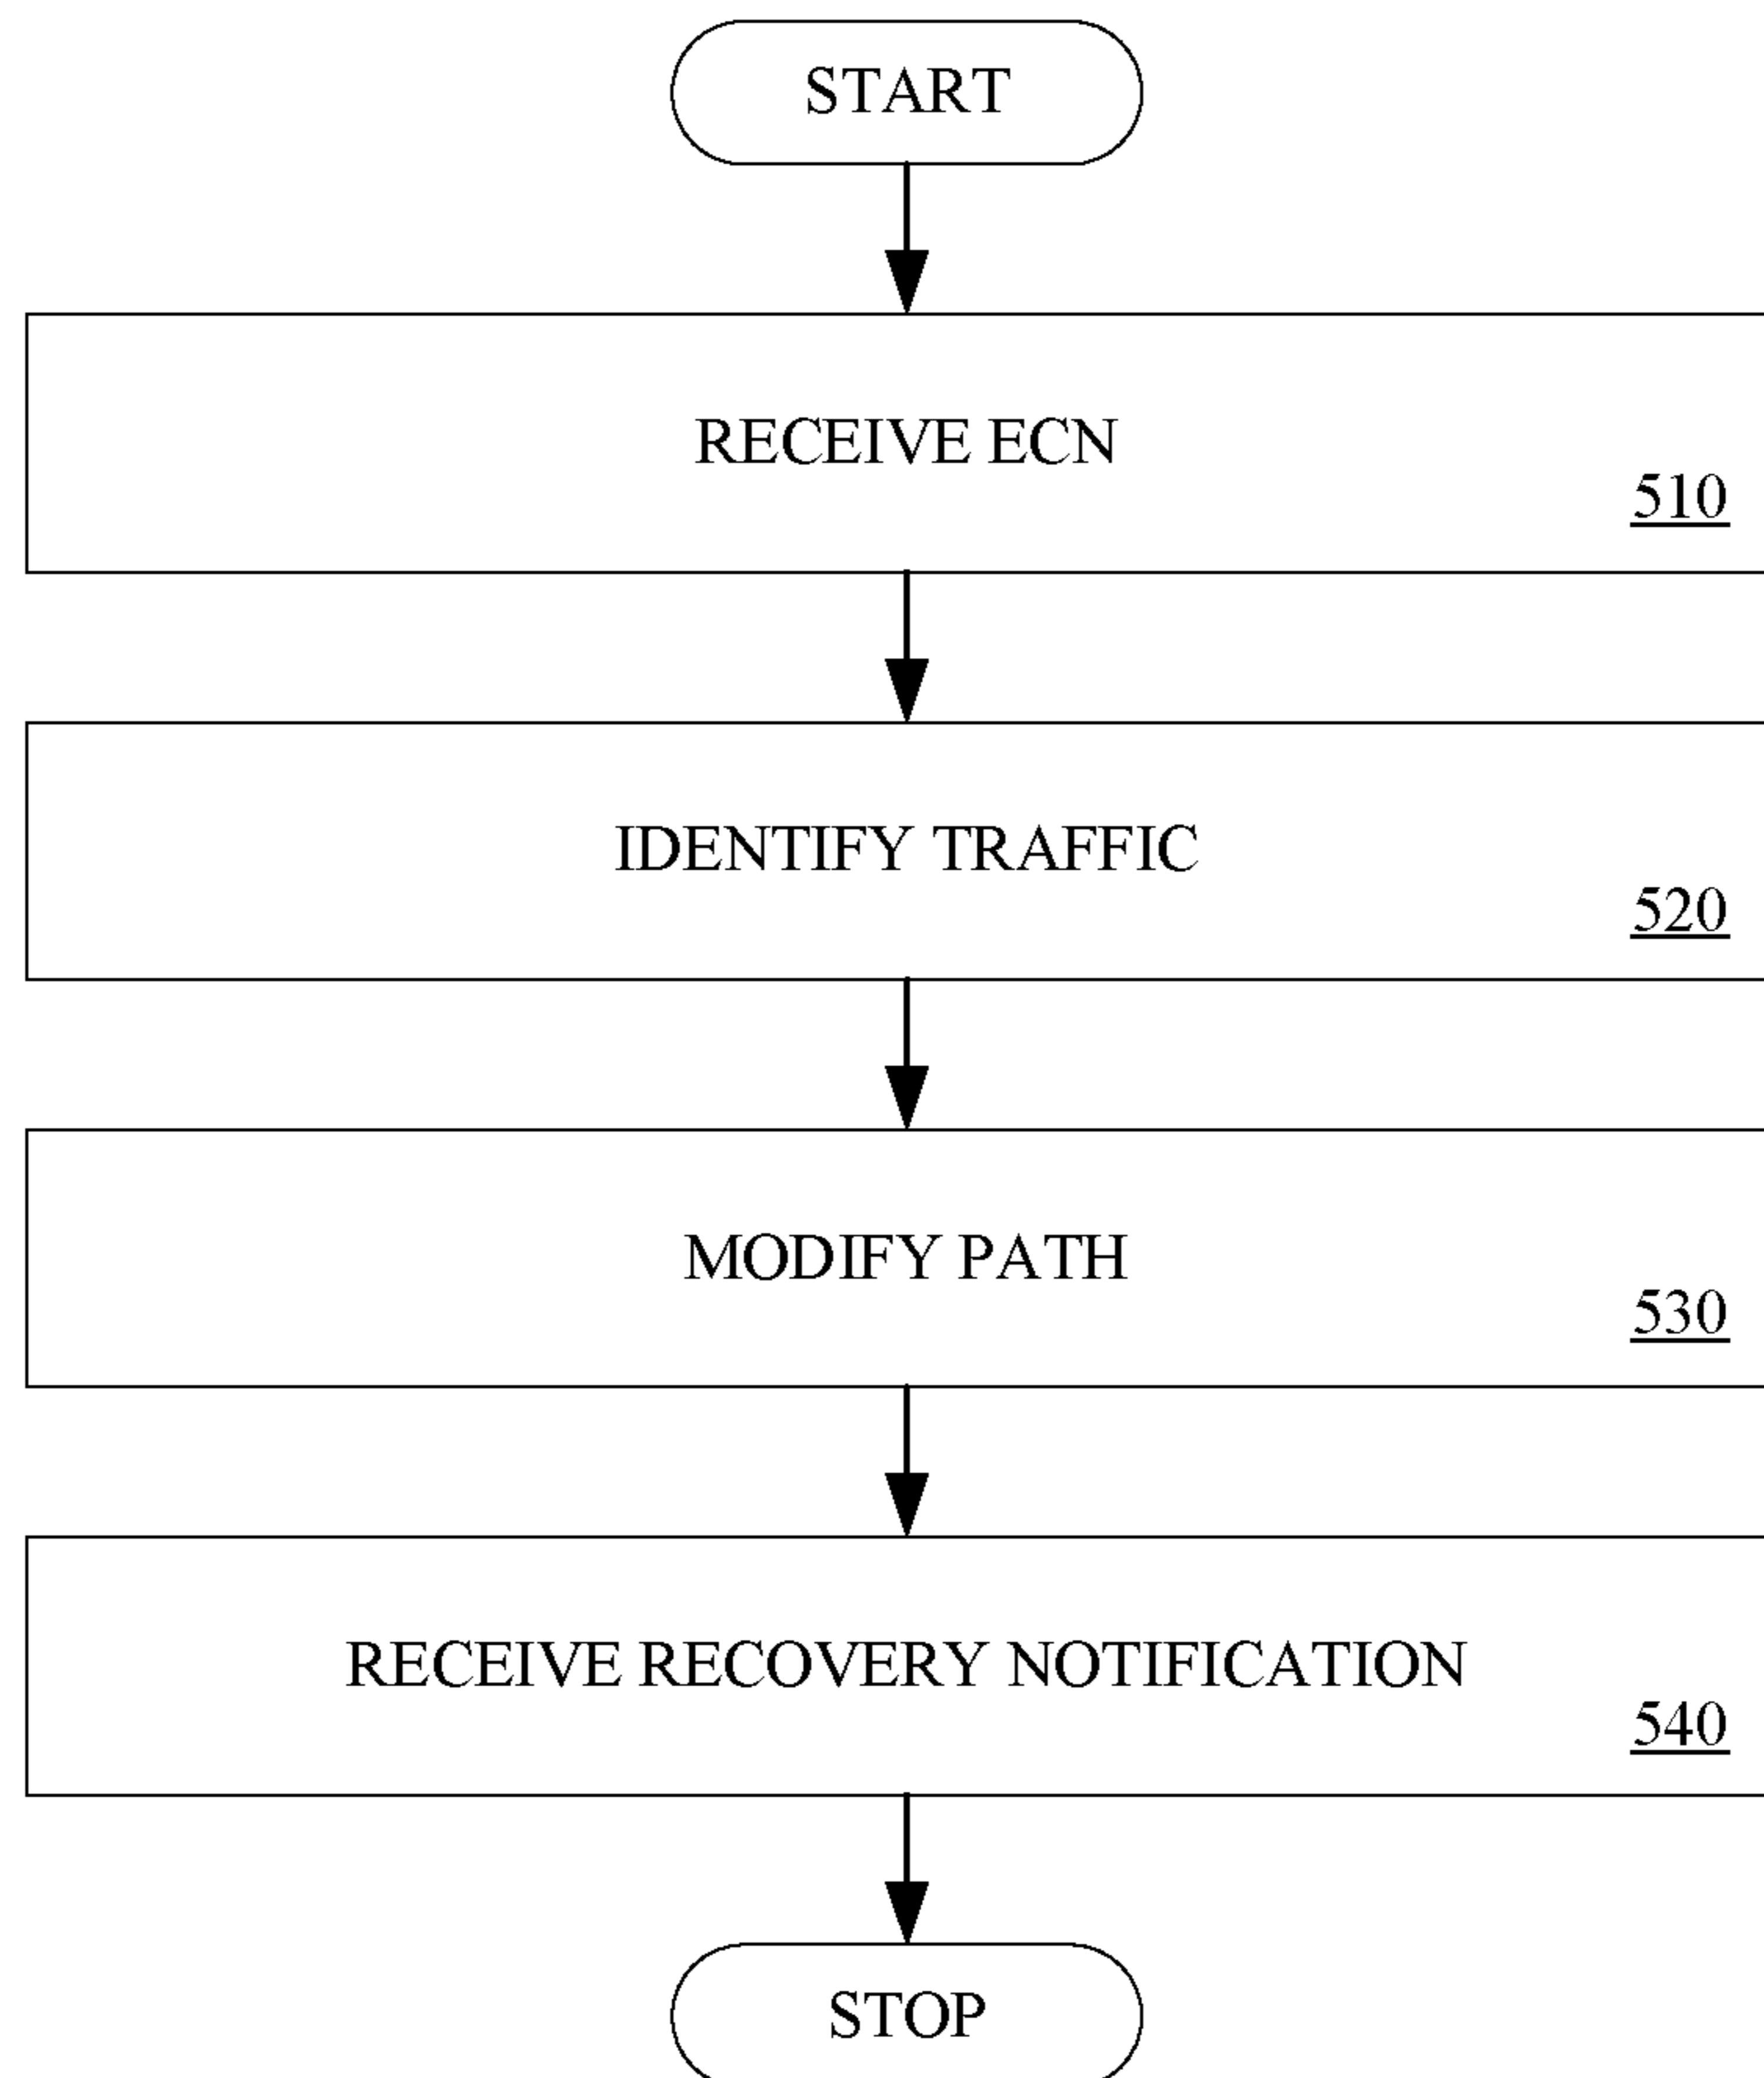 START
RECEIVE ECN
510
IDENTIFY TRAFFIC
520
MODIFY PATH
530
RECEIVE RECOVERY NOTIFICATION
540
STOP